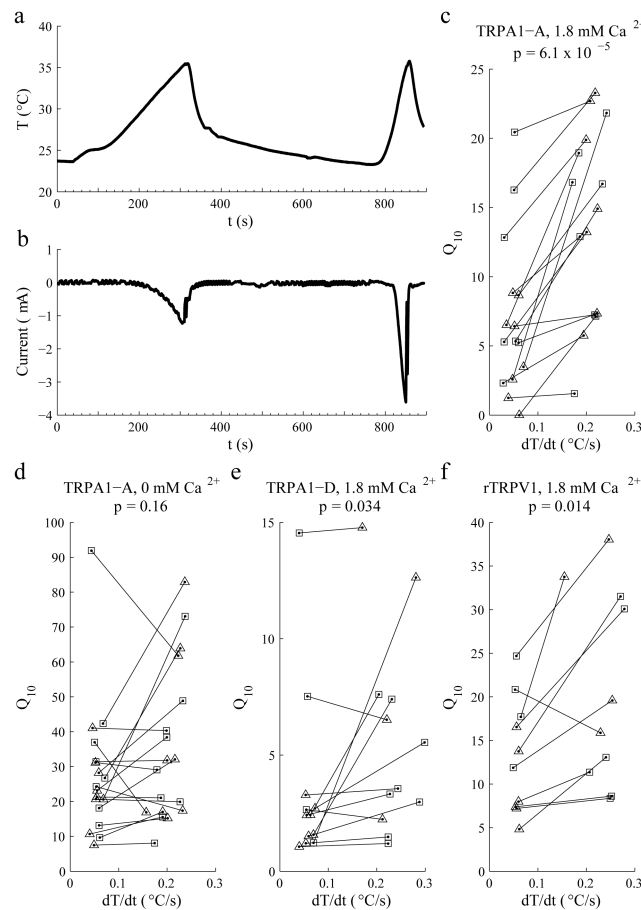 a
40
35
30
25
20
T (°C)
0 200 400 600 800
t (s)
b
1
0
−1
−2
−3
−4
Current ( mA)
0 200 400 600 800
t (s)
c
TRPA1−A, 1.8 mM Ca 2+
p = 6.1 x 10 −5
25
20
15
10
5
0
Q10
0 0.1 0.2 0.3
dT/dt (°C/s)
d
TRPA1−A, 0 mM Ca 2+
p = 0.16
100
90
80
70
60
50
40
30
20
10
0
Q10
0 0.1 0.2 0.3
dT/dt (°C/s)
e
TRPA1−D, 1.8 mM Ca 2+
p = 0.034
15
10
5
0
Q10
0 0.1 0.2 0.3
dT/dt (°C/s)
f
rTRPV1, 1.8 mM Ca 2+
p = 0.014
40
35
30
25
20
15
10
5
0
Q10
0 0.1 0.2 0.3
dT/dt (°C/s)